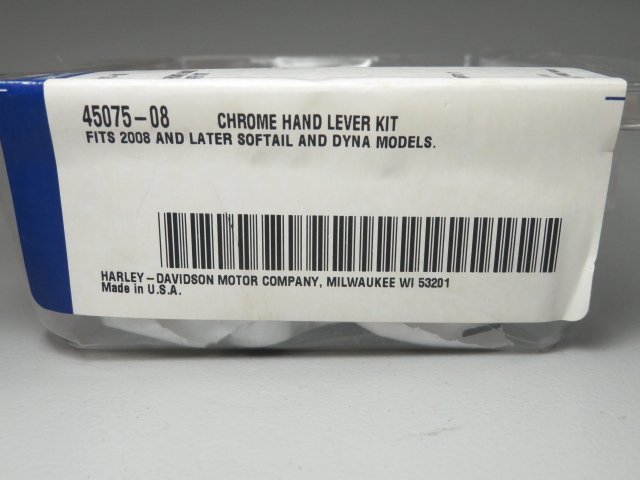 45075-08 CHROME HAND LEVER KIT
FITS 2008 AND LATER SOFTAIL AND DYNA MODELS.
HARLEY-DAVIDSON MOTOR COMPANY, MILWAUKEE WI 53201
Made in U.S.A.